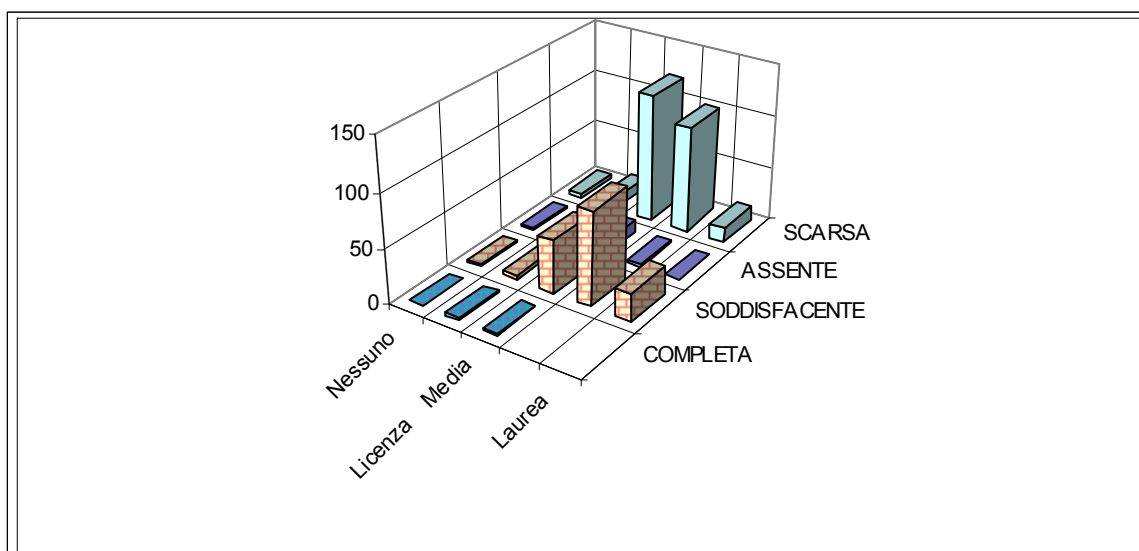 150
100
50
0
SCARSA
ASSENTE
SODDISFACENTE
COMPLETA
Nessuno
Licenza Media
Laurea